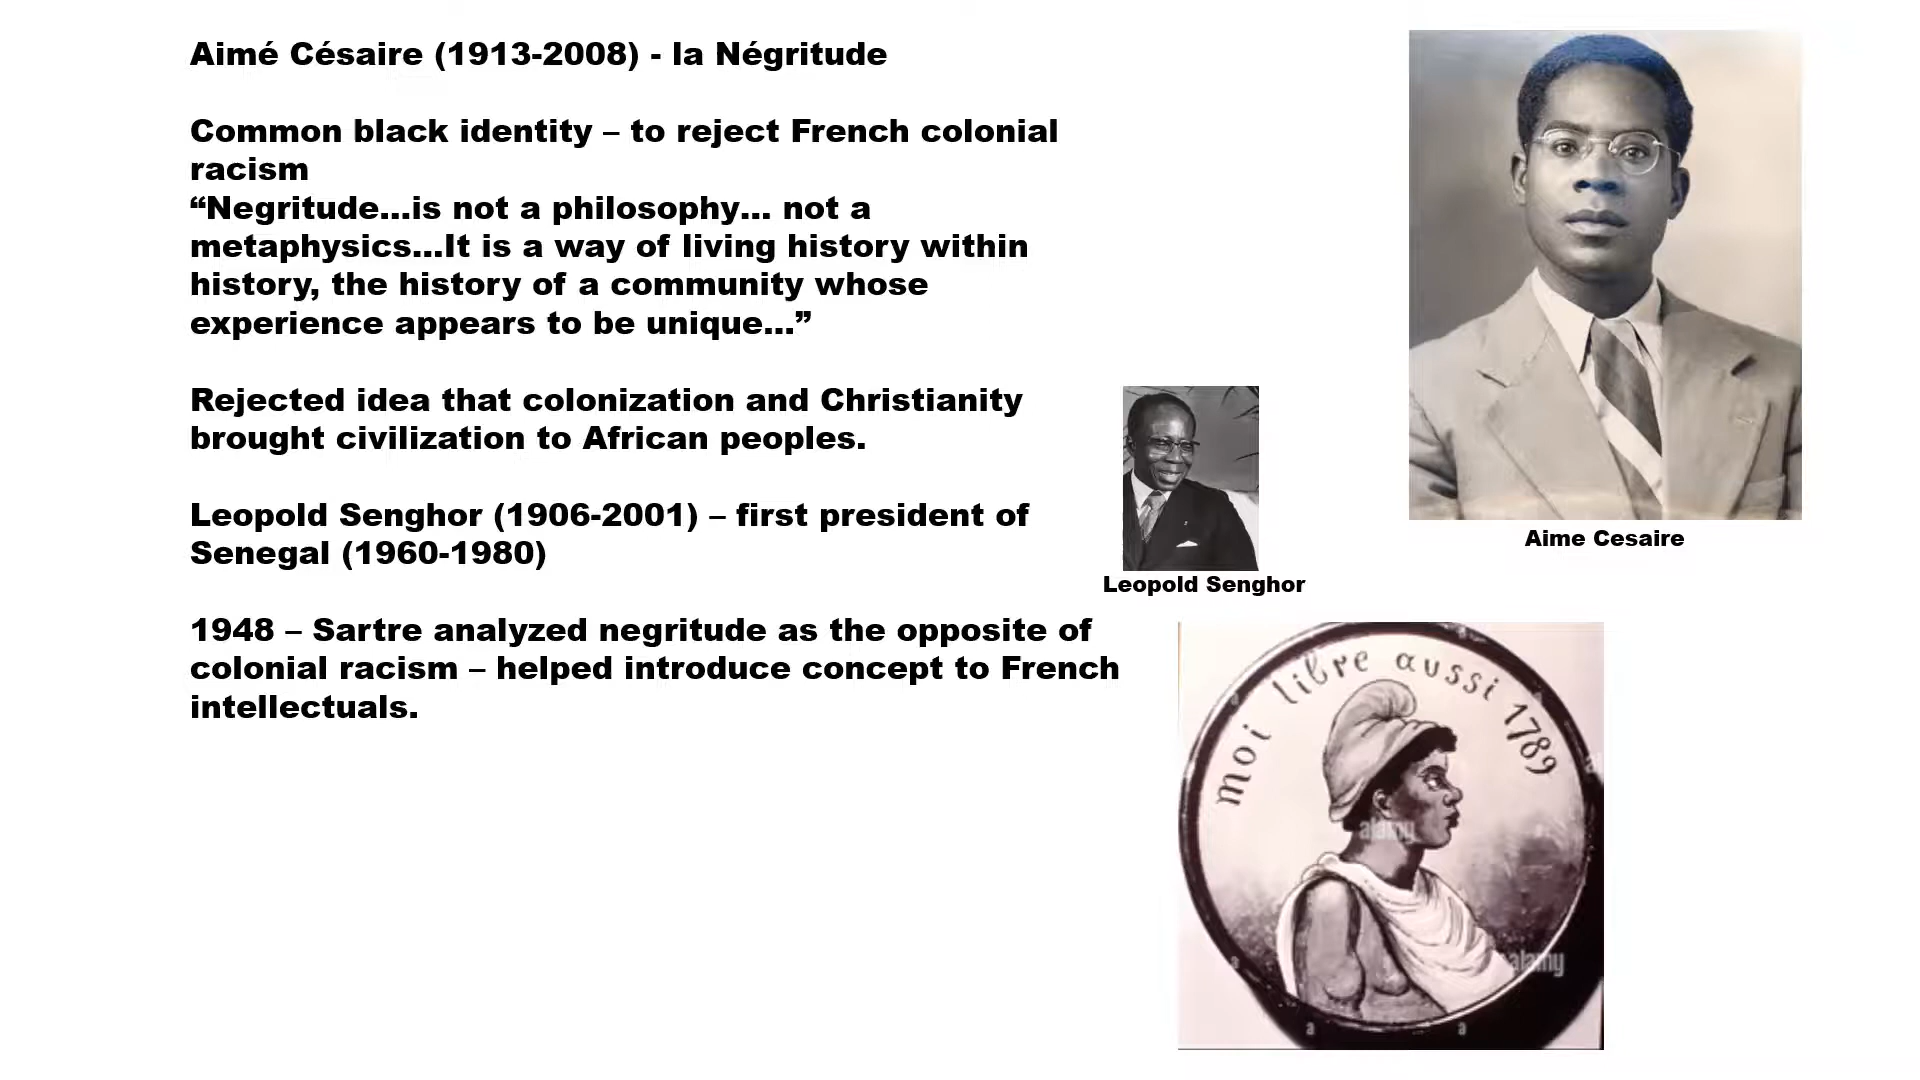 Aimé Césaire (1913-2008) - la Négritude
Common black identity – to reject French colonial
racism
“Negritude...is not a philosophy... not a
metaphysics...It is a way of living history within
history, the history of a community whose
experience appears to be unique...”
Rejected idea that colonization and Christianity
brought civilization to African peoples.
Leopold Senghor (1906-2001) – first president of
Senegal (1960-1980)
1948 – Sartre analyzed negritude as the opposite of
colonial racism – helped introduce concept to French
intellectuals.
Aime Cesaire
Leopold Senghor
moi libre aussi 1789
alamy
alamy
a
a
a